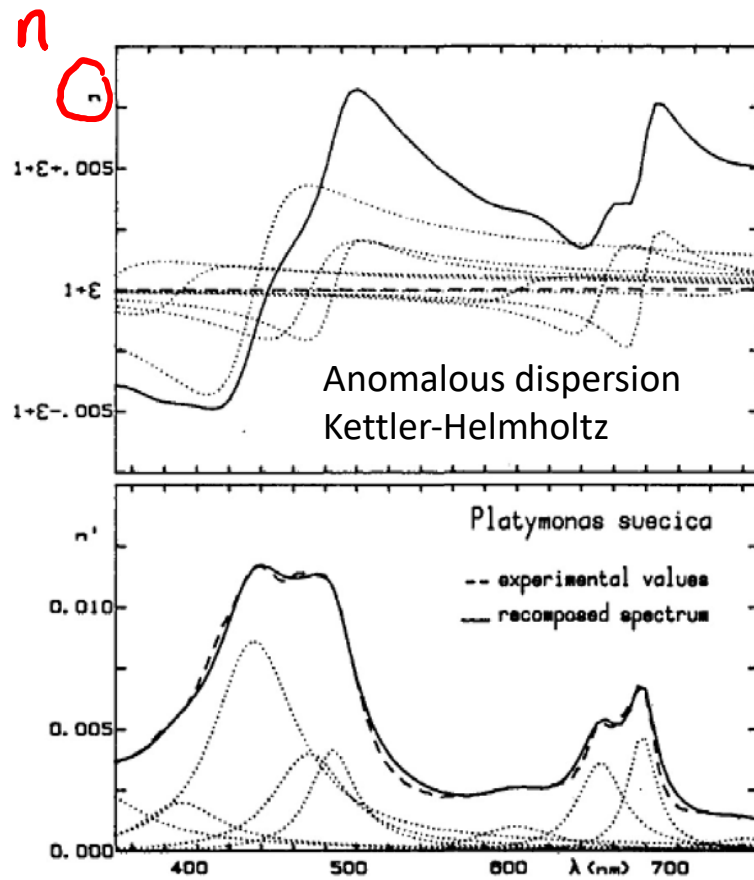 n
n
1+ε+.005
1+ε
1+ε-.005
Anomalous dispersion
Kettler-Helmholtz
n'
Platymonas suecica
-- experimental values
— recomposed spectrum
0.010
0.005
0.000
400 500 600 λ(nm) 700